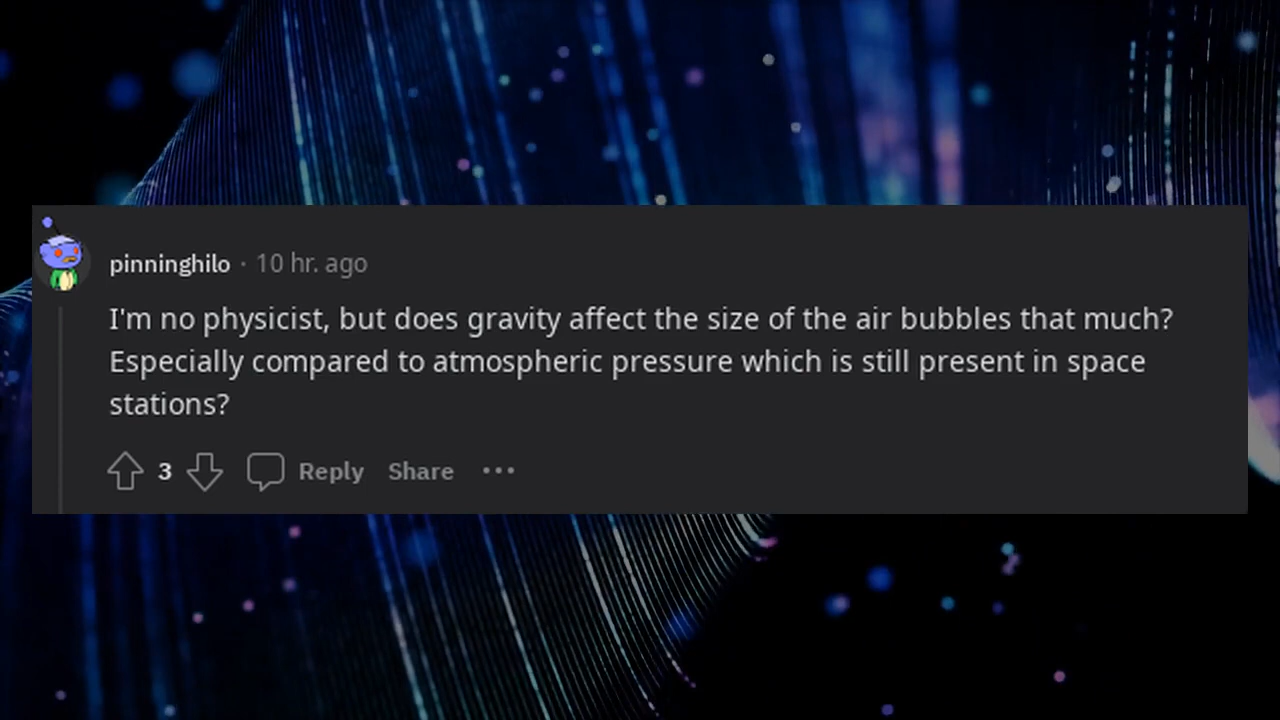 pinninghilo · 10 hr. ago
I'm no physicist, but does gravity affect the size of the air bubbles that much?
Especially compared to atmospheric pressure which is still present in space
stations?
3 Reply Share ···